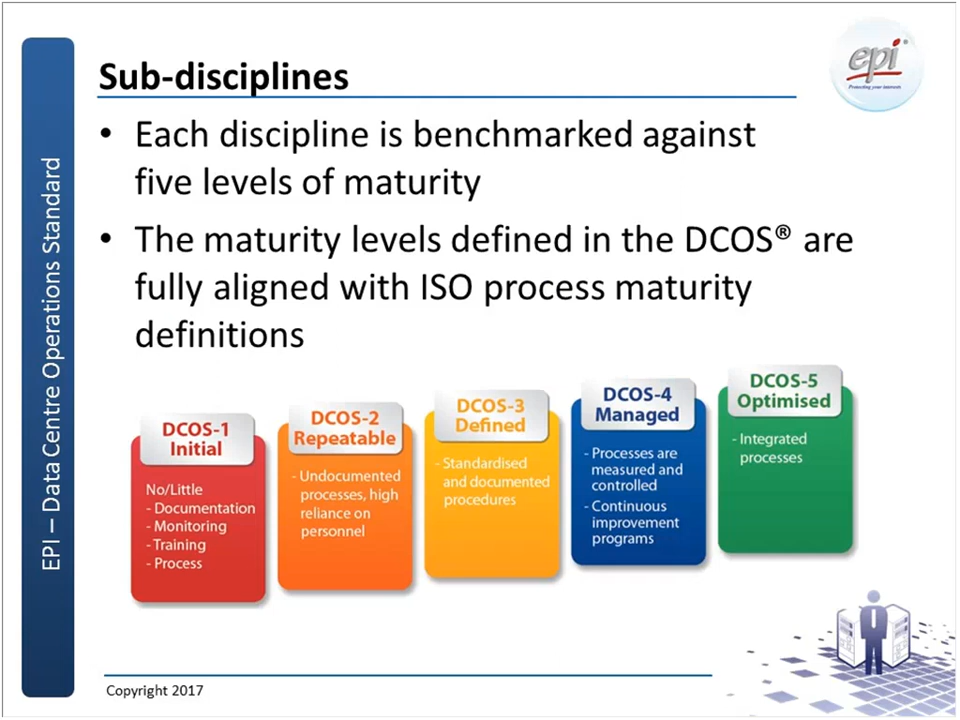 Sub-disciplines
epi®
Protecting your interests
• Each discipline is benchmarked against
five levels of maturity
• The maturity levels defined in the DCOS® are
fully aligned with ISO process maturity
definitions
EPI – Data Centre Operations Standard
DCOS-1
Initial
No/Little
- Documentation
- Monitoring
- Training
- Process
DCOS-2
Repeatable
- Undocumented
processes, high
reliance on
personnel
DCOS-3
Defined
- Standardised
and documented
procedures
DCOS-4
Managed
- Processes are
measured and
controlled
- Continuous
improvement
programs
DCOS-5
Optimised
- Integrated
processes
Copyright 2017